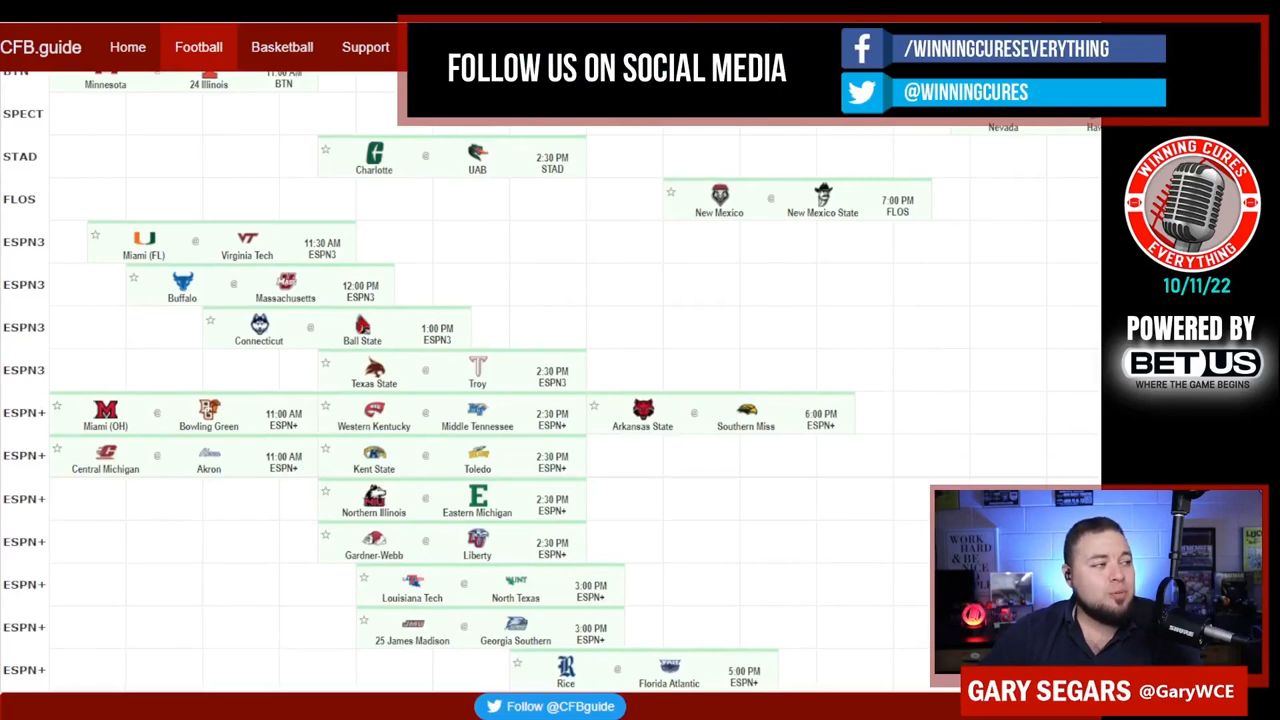 CFB.guide
Home
Football
Basketball
Support
FOLLOW US ON SOCIAL MEDIA
/WINNINGCURESEVERYTHING
@WINNINGCURES
BTN
Minnesota
24 Illinois
11:00 AM
BTN
SPECT
Nevada
STAD
Charlotte
@
UAB
2:30 PM
STAD
FLOS
New Mexico
@
New Mexico State
7:00 PM
FLOS
ESPN3
Miami (FL)
@
Virginia Tech
11:30 AM
ESPN3
ESPN3
Buffalo
@
Massachusetts
12:00 PM
ESPN3
ESPN3
Connecticut
@
Ball State
1:00 PM
ESPN3
ESPN3
Texas State
@
Troy
2:30 PM
ESPN3
ESPN+
Miami (OH)
@
Bowling Green
11:00 AM
ESPN+
Western Kentucky
@
Middle Tennessee
2:30 PM
ESPN+
Arkansas State
@
Southern Miss
6:00 PM
ESPN+
ESPN+
Central Michigan
@
Akron
11:00 AM
ESPN+
Kent State
@
Toledo
2:30 PM
ESPN+
ESPN+
Northern Illinois
@
Eastern Michigan
2:30 PM
ESPN+
ESPN+
Gardner-Webb
@
Liberty
2:30 PM
ESPN+
ESPN+
Louisiana Tech
@
North Texas
3:00 PM
ESPN+
ESPN+
25 James Madison
@
Georgia Southern
3:00 PM
ESPN+
ESPN+
Rice
@
Florida Atlantic
5:00 PM
ESPN+
Follow @CFBguide
WINNING CURES
EVERYTHING
10/11/22
POWERED BY
BETUS
WHERE THE GAME BEGINS
WORK
HARD
& BE
SHURE
GARY SEGARS @GaryWCE